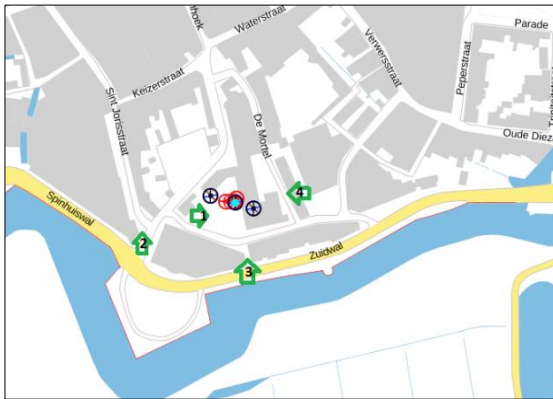 Waterstraat
Parade
Verwersstraat
Peperstraat
Keizerstraat
Sint Jorisstraat
De Mortel
Oude Diez
Spinhuiswal
Zuidwal
1
2
3
4